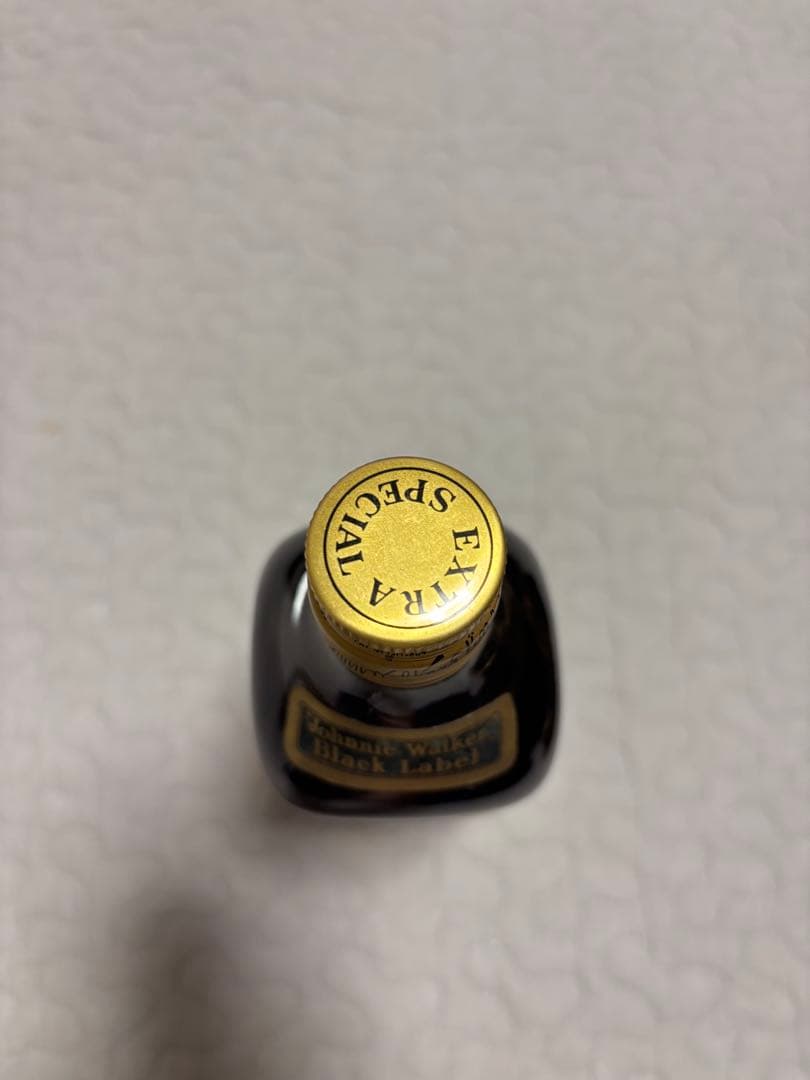 EXTRA SPECIAL
Johnnie Walker
Black Label